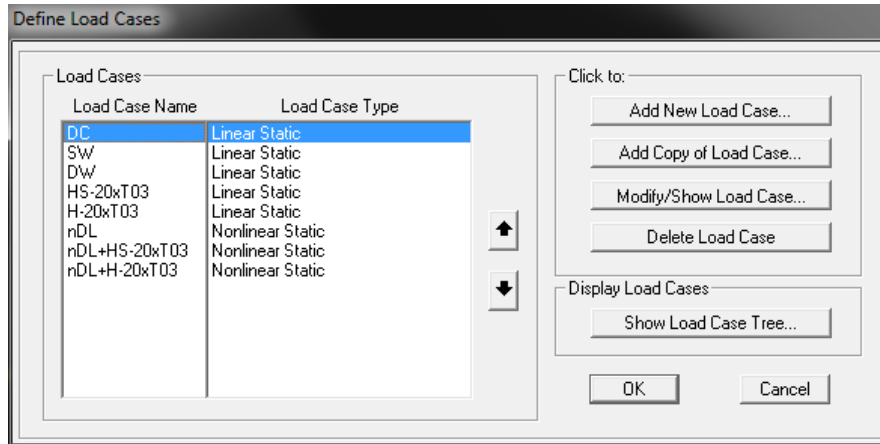 Define Load Cases
Load Cases
Load Case Name Load Case Type
DC Linear Static
SW Linear Static
DW Linear Static
HS-20xT03 Linear Static
H-20xT03 Linear Static
nDL Nonlinear Static
nDL+HS-20xT03 Nonlinear Static
nDL+H-20xT03 Nonlinear Static
Click to:
Add New Load Case...
Add Copy of Load Case...
Modify/Show Load Case...
Delete Load Case
Display Load Cases
Show Load Case Tree...
OK Cancel